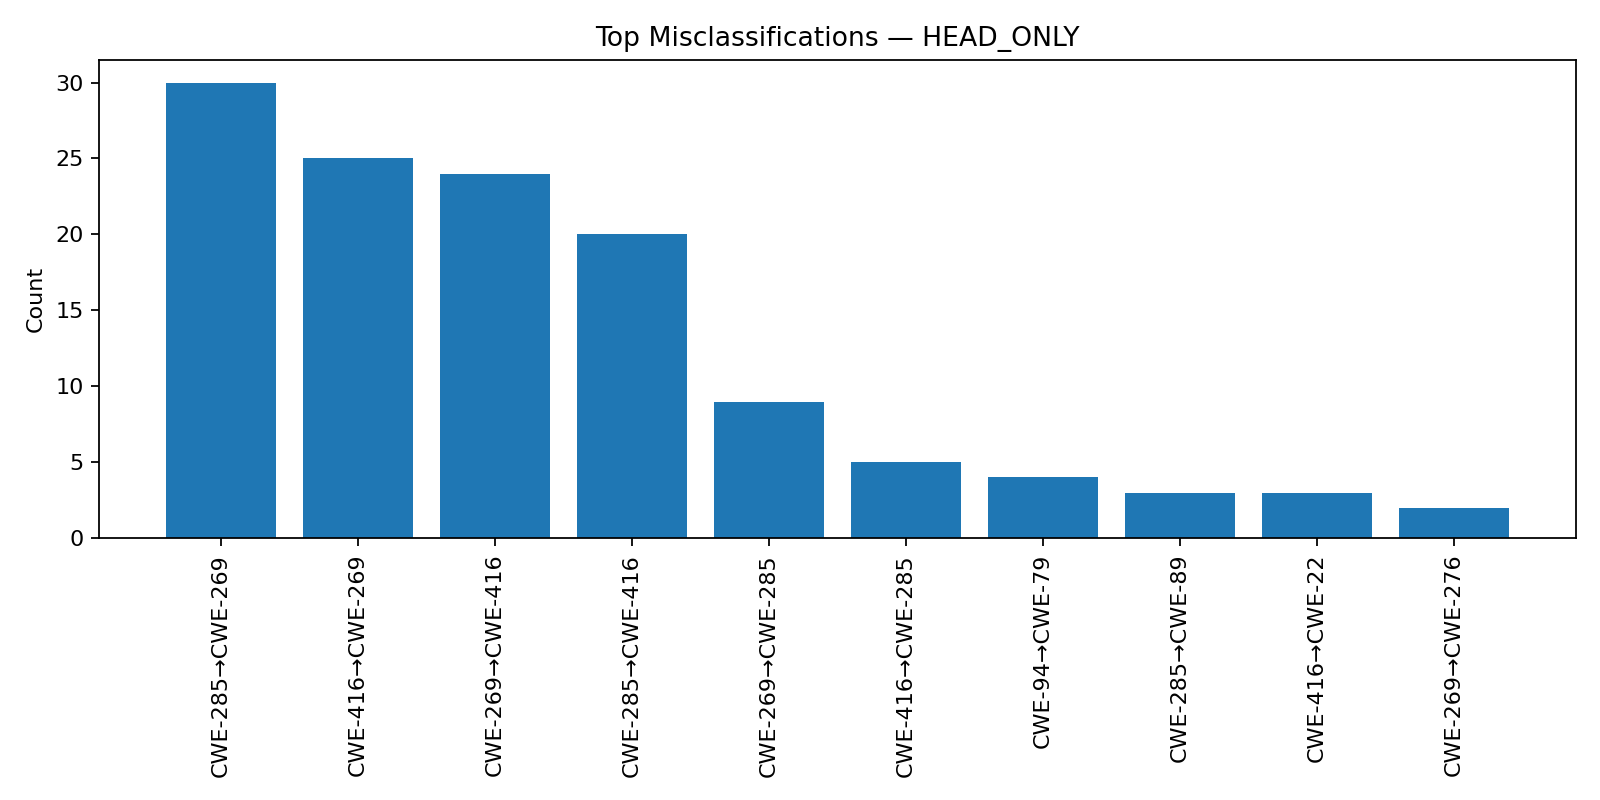 Top Misclassifications — HEAD_ONLY
Count
30
25
20
15
10
5
0
CWE-285→CWE-269
CWE-416→CWE-269
CWE-269→CWE-416
CWE-285→CWE-416
CWE-269→CWE-285
CWE-416→CWE-285
CWE-94→CWE-79
CWE-285→CWE-89
CWE-416→CWE-22
CWE-269→CWE-276